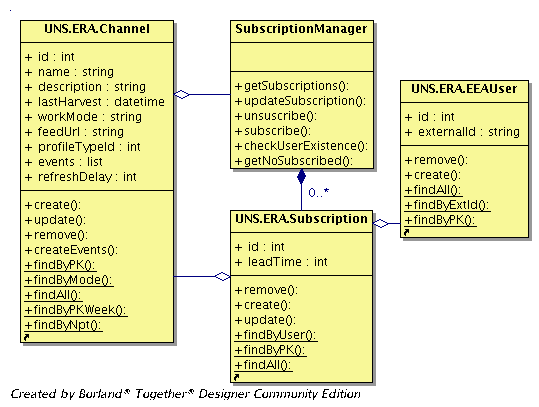 UNS.ERA.Channel
+ id : int
+ name : string
+ description : string
+ lastHarvest : datetime
+ workMode : string
+ feedUrl : string
+ profileTypeId : int
+ events : list
+ refreshDelay : int
+create():
+update():
+remove():
+createEvents():
+findByPK():
+findByMode():
+findAll():
+findByPKWeek():
+findByNpt():
SubscriptionManager
+getSubscriptions():
+updateSubscription():
+unsuscribe():
+subscribe():
+checkUserExistence():
+getNoSubscribed():
0..*
UNS.ERA.Subscription
+ id : int
+ leadTime : int
+remove():
+create():
+update():
+findByUser():
+findByPK():
+findAll():
UNS.ERA.EEAUser
+ id : int
+ externalId : string
+remove():
+create():
+findAll():
+findByExtId():
+findByPK():
Created by Borland® Together® Designer Community Edition